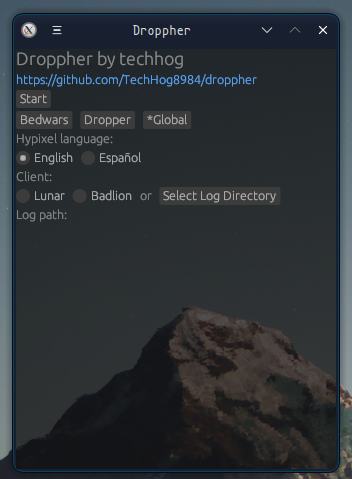 Droppher
Droppher by techhog
https://github.com/TechHog8984/droppher
Start
Bedwars Dropper *Global
Hypixel language:
English Español
Client:
Lunar Badlion or Select Log Directory
Log path: